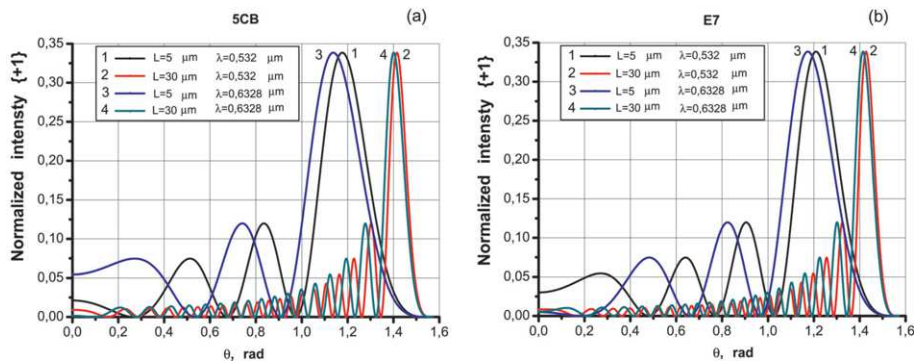 5CB
(a)
Normalized intensty {+1}
0,35
0,30
0,25
0,20
0,15
0,10
0,05
0,00
1 L=5 µm λ=0,532 µm
2 L=30 µm λ=0,532 µm
3 L=5 µm λ=0,6328 µm
4 L=30 µm λ=0,6328 µm
3 1 4 2
0,0 0,2 0,4 0,6 0,8 1,0 1,2 1,4 1,6
θ, rad
E7
(b)
Normalized intensty {+1}
0,35
0,30
0,25
0,20
0,15
0,10
0,05
0,00
1 L=5 µm λ=0,532 µm
2 L=30 µm λ=0,532 µm
3 L=5 µm λ=0,6328 µm
4 L=30 µm λ=0,6328 µm
3 1 4 2
0,0 0,2 0,4 0,6 0,8 1,0 1,2 1,4 1,6
θ, rad